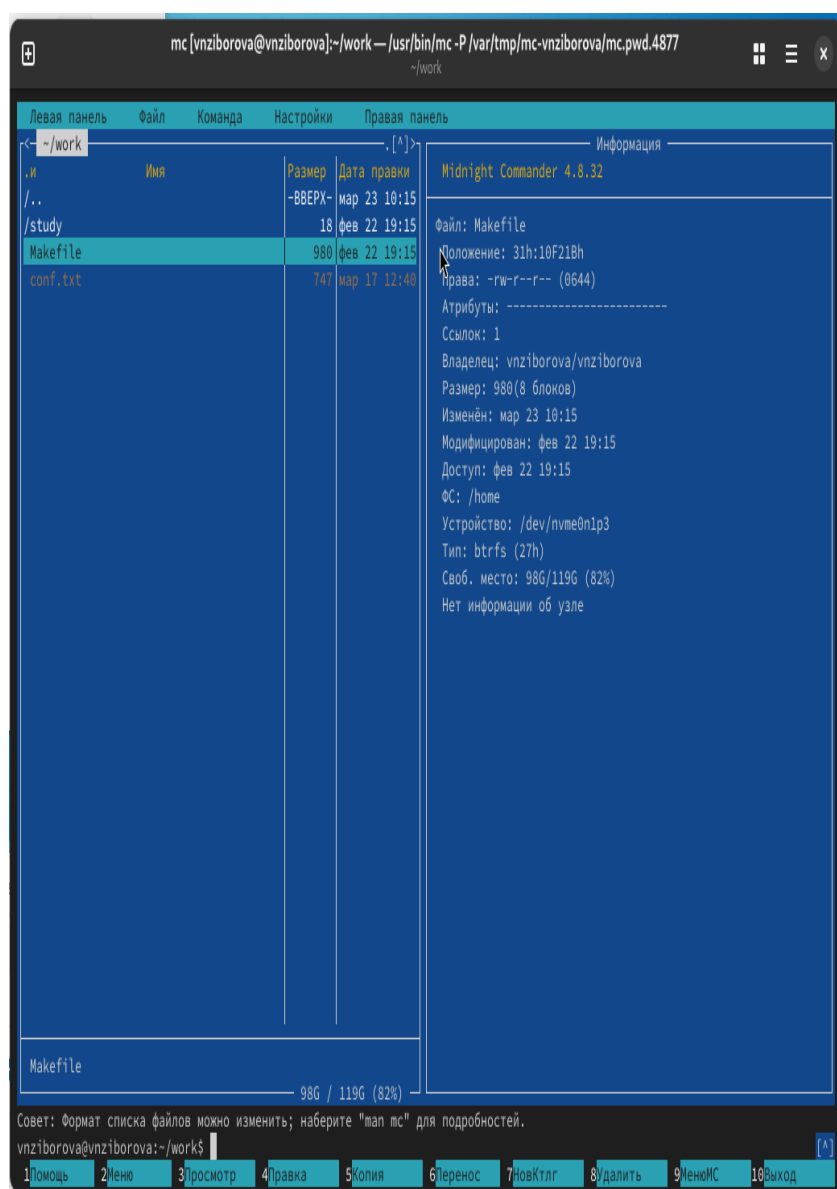 mc [vnziborova@vnziborova]:~/work — /usr/bin/mc -P /var/tmp/mc-vnziborova/mc.pwd.4877
~/work
Левая панель Файл Команда Настройки Правая панель
<─ ~/work .[^]>
.и Имя Размер Дата правки
/.. -ВВЕРХ- мар 23 10:15
/study 18 фев 22 19:15
Makefile 980 фев 22 19:15
conf.txt 747 мар 17 12:40
Makefile
98G / 119G (82%)
Информация
Midnight Commander 4.8.32
Файл: Makefile
Положение: 31h:10F21Bh
Права: -rw-r--r-- (0644)
Атрибуты: -------------------------
Ссылок: 1
Владелец: vnziborova/vnziborova
Размер: 980(8 блоков)
Изменён: мар 23 10:15
Модифицирован: фев 22 19:15
Доступ: фев 22 19:15
ФС: /home
Устройство: /dev/nvme0n1p3
Тип: btrfs (27h)
Своб. место: 98G/119G (82%)
Нет информации об узле
Совет: Формат списка файлов можно изменить; наберите "man mc" для подробностей.
vnziborova@vnziborova:~/work$ [^]
1Помощь 2Меню 3Просмотр 4Правка 5Копия 6Перенос 7НовКтлг 8Удалить 9МенюМС 10Выход